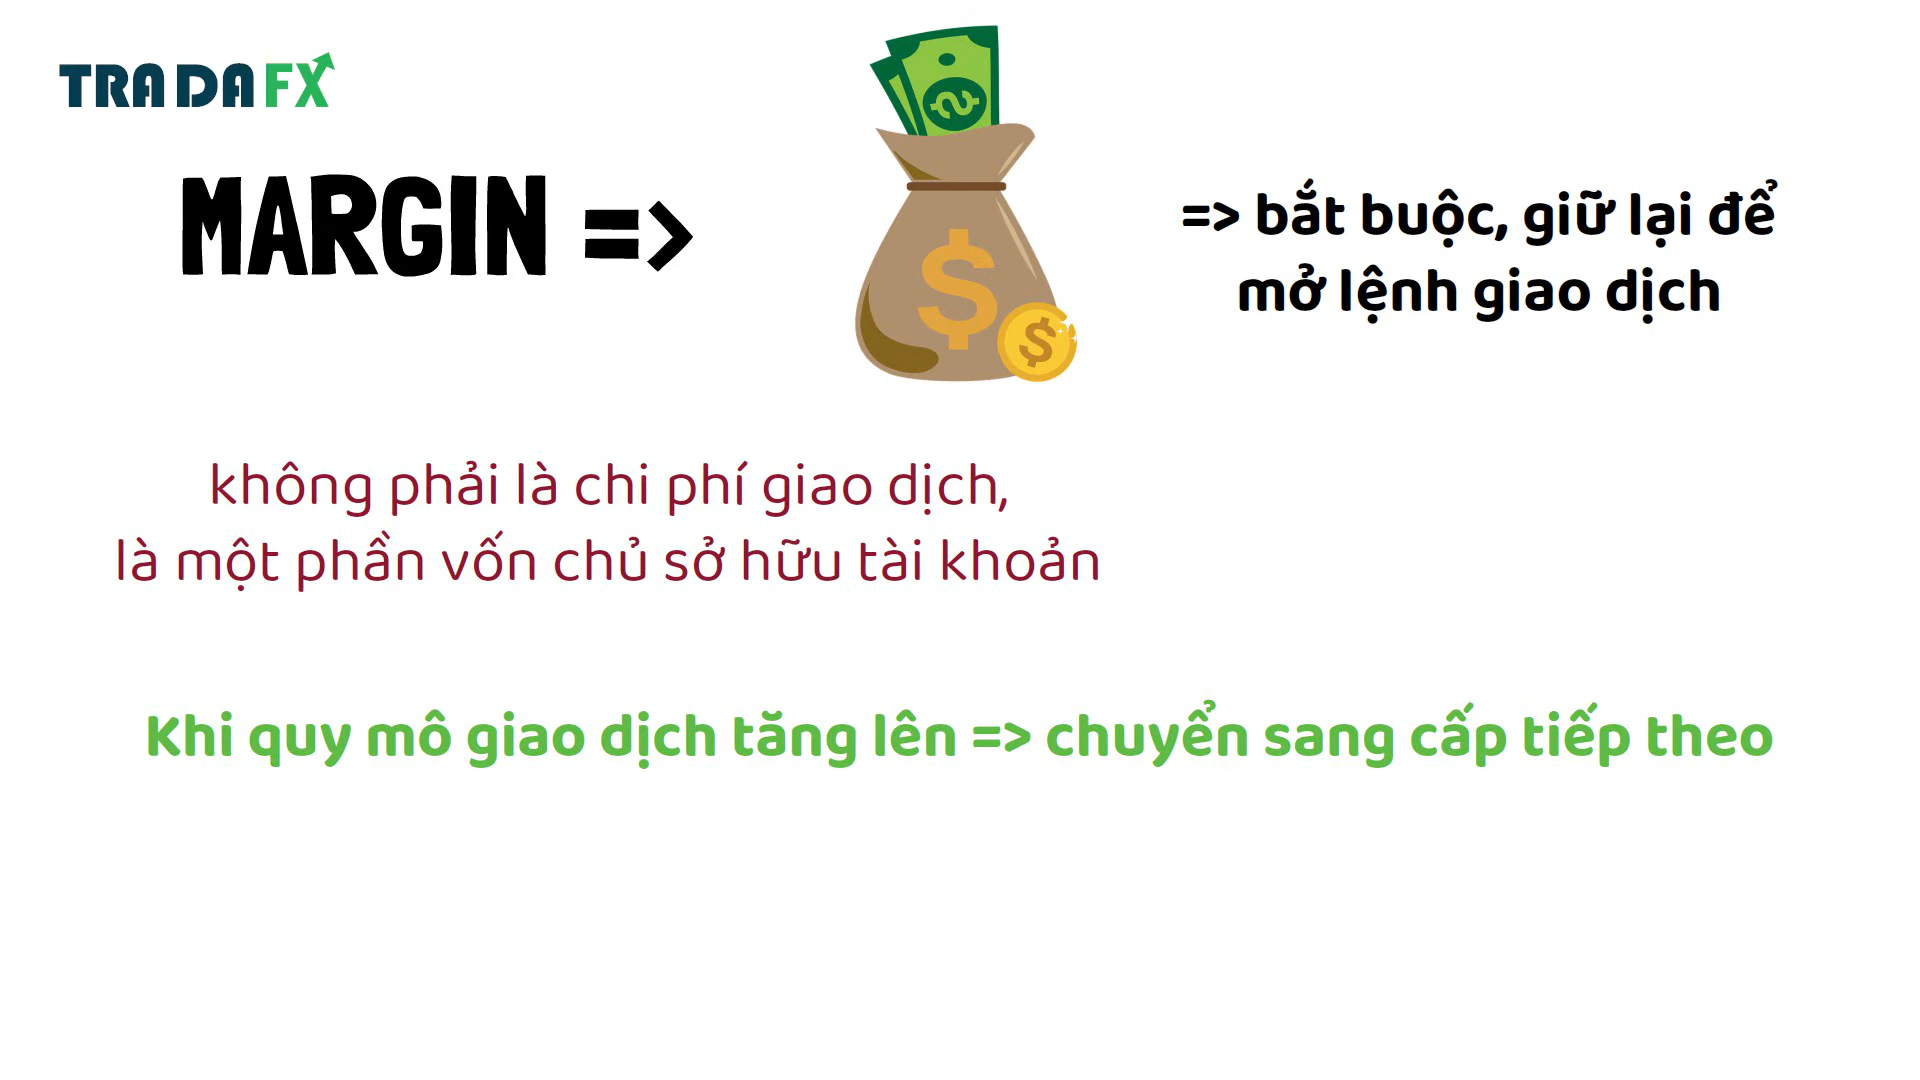 TRADAFX
MARGIN =>
=> bắt buộc, giữ lại để
mở lệnh giao dịch
không phải là chi phí giao dịch,
là một phần vốn chủ sở hữu tài khoản
Khi quy mô giao dịch tăng lên => chuyển sang cấp tiếp theo